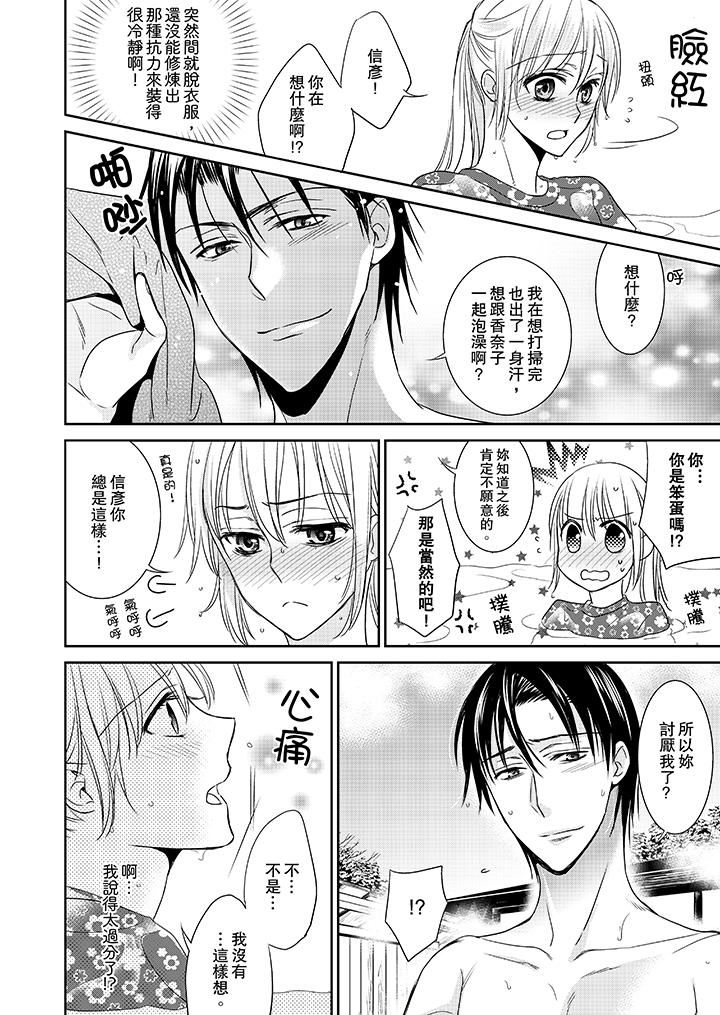 臉紅
扭頭
信彥！
你在
想什麼啊!?
突然間就脫衣服，
還沒能修煉出
那種抗力來裝得
很冷靜啊！
呼
想什麼？
我在想打掃完
也出了一身汗，
想跟香奈子
一起泡澡啊？
啪沙
你…
你是笨蛋嗎!?
妳知道之後
肯定不願意的。
那是當然的吧！
撲騰
撲騰
真是的！
信彥你
總是這樣…！
氣呼呼
氣呼呼
所以妳
討厭我了？
!?
心痛
不…
不是…
我沒有
…這樣想。
啊…
我說得太過分了!?